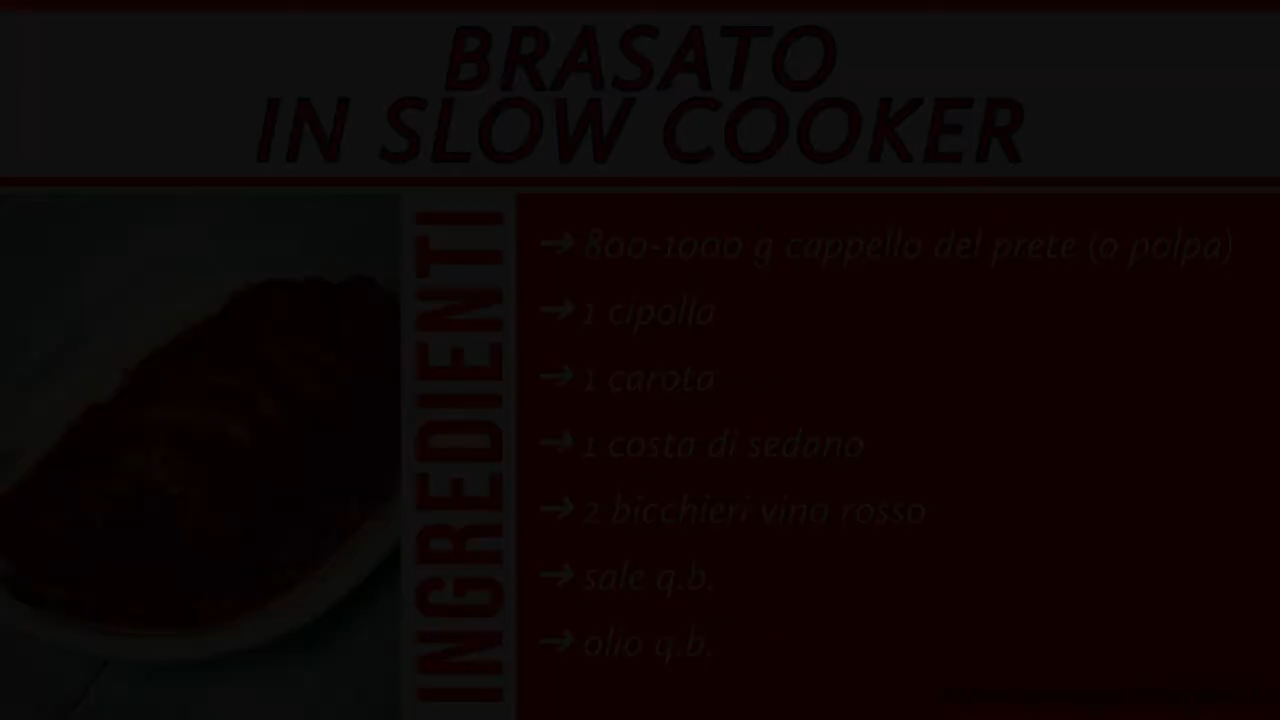 BRASATO
IN SLOW COOKER
INGREDIENTI
→ 800-1000 g cappello del prete (o polpa)
→ 1 cipolla
→ 1 carota
→ 1 costa di sedano
→ 2 bicchieri vino rosso
→ sale q.b.
→ olio q.b.